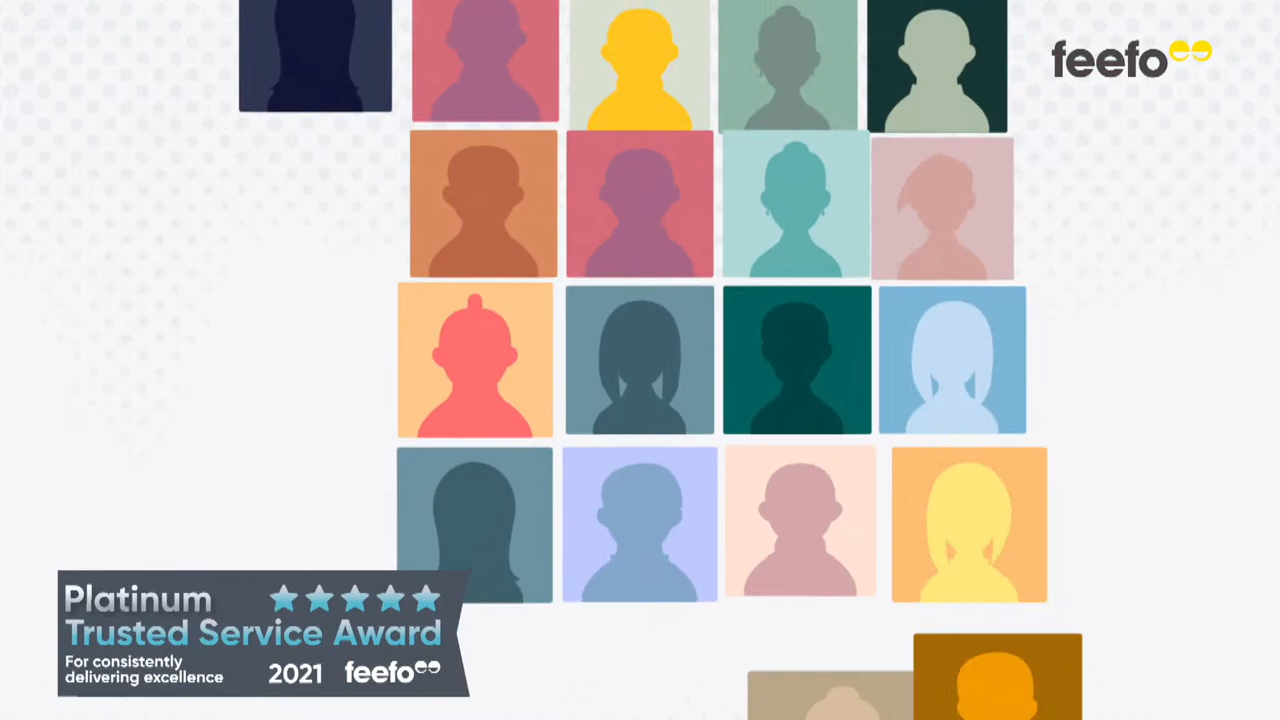 feefo
Platinum
Trusted Service Award
For consistently
delivering excellence
2021
feefo